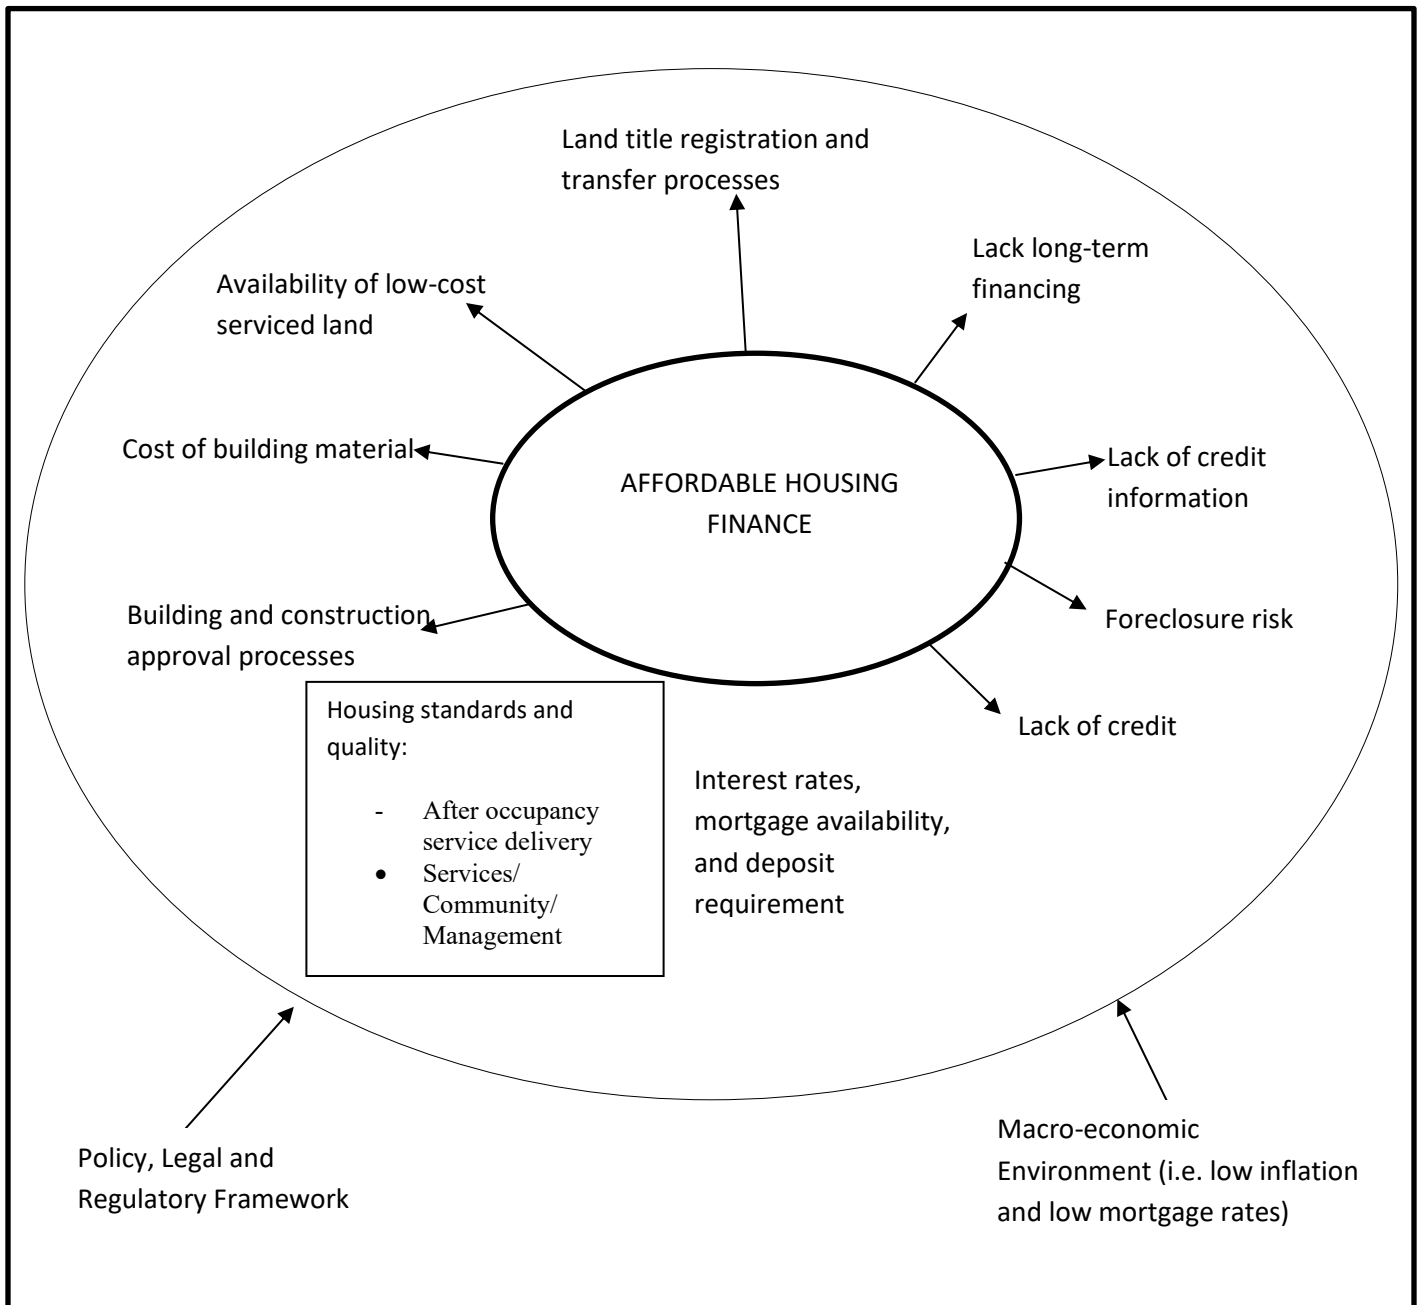 Land title registration and
transfer processes
Lack long-term
financing
Availability of low-cost
serviced land
Cost of building material
AFFORDABLE HOUSING
FINANCE
Lack of credit
information
Building and construction
approval processes
Foreclosure risk
Lack of credit
Housing standards and
quality:
- After occupancy
service delivery
• Services/
Community/
Management
Interest rates,
mortgage availability,
and deposit
requirement
Policy, Legal and
Regulatory Framework
Macro-economic
Environment (i.e. low inflation
and low mortgage rates)